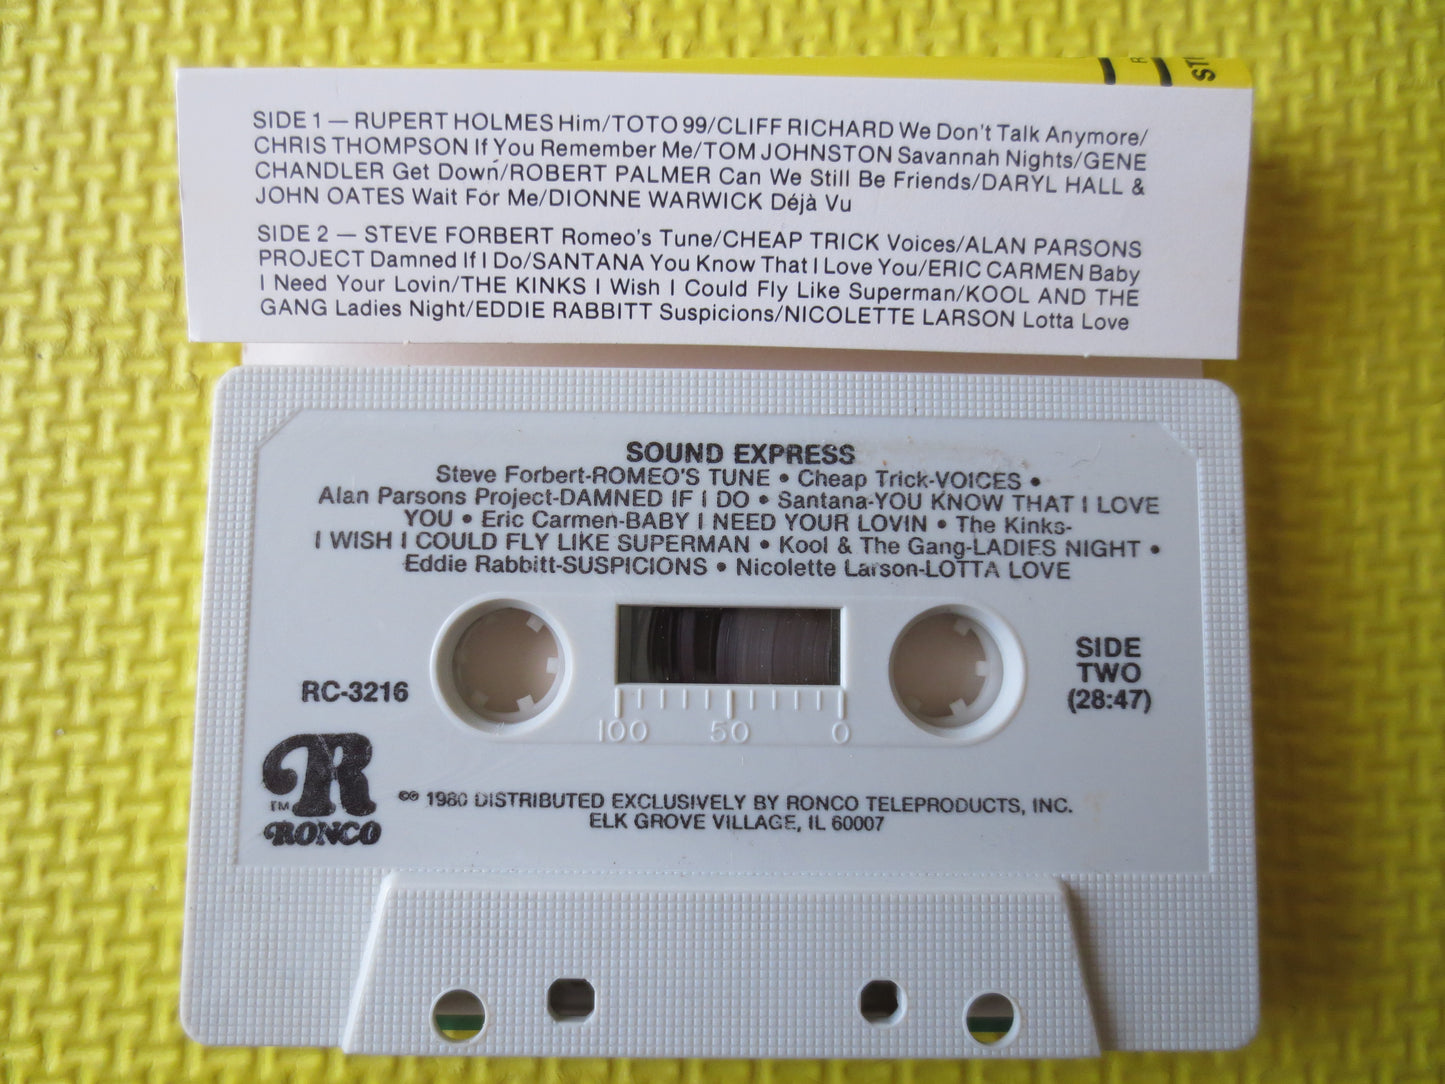 ST
R
SIDE 1 — RUPERT HOLMES Him/TOTO 99/CLIFF RICHARD We Don't Talk Anymore/
CHRIS THOMPSON If You Remember Me/TOM JOHNSTON Savannah Nights/GENE
CHANDLER Get Down/ROBERT PALMER Can We Still Be Friends/DARYL HALL &
JOHN OATES Wait For Me/DIONNE WARWICK Déjà Vu
SIDE 2 — STEVE FORBERT Romeo's Tune/CHEAP TRICK Voices/ALAN PARSONS
PROJECT Damned If I Do/SANTANA You Know That I Love You/ERIC CARMEN Baby
I Need Your Lovin/THE KINKS I Wish I Could Fly Like Superman/KOOL AND THE
GANG Ladies Night/EDDIE RABBITT Suspicions/NICOLETTE LARSON Lotta Love
SOUND EXPRESS
Steve Forbert-ROMEO'S TUNE • Cheap Trick-VOICES •
Alan Parsons Project-DAMNED IF I DO • Santana-YOU KNOW THAT I LOVE
YOU • Eric Carmen-BABY I NEED YOUR LOVIN • The Kinks-
I WISH I COULD FLY LIKE SUPERMAN • Kool & The Gang-LADIES NIGHT •
Eddie Rabbitt-SUSPICIONS • Nicolette Larson-LOTTA LOVE
RC-3216
SIDE
TWO
(28:47)
100 50 0
R
TM
RONCO
©℗ 1980 DISTRIBUTED EXCLUSIVELY BY RONCO TELEPRODUCTS, INC.
ELK GROVE VILLAGE, IL 60007